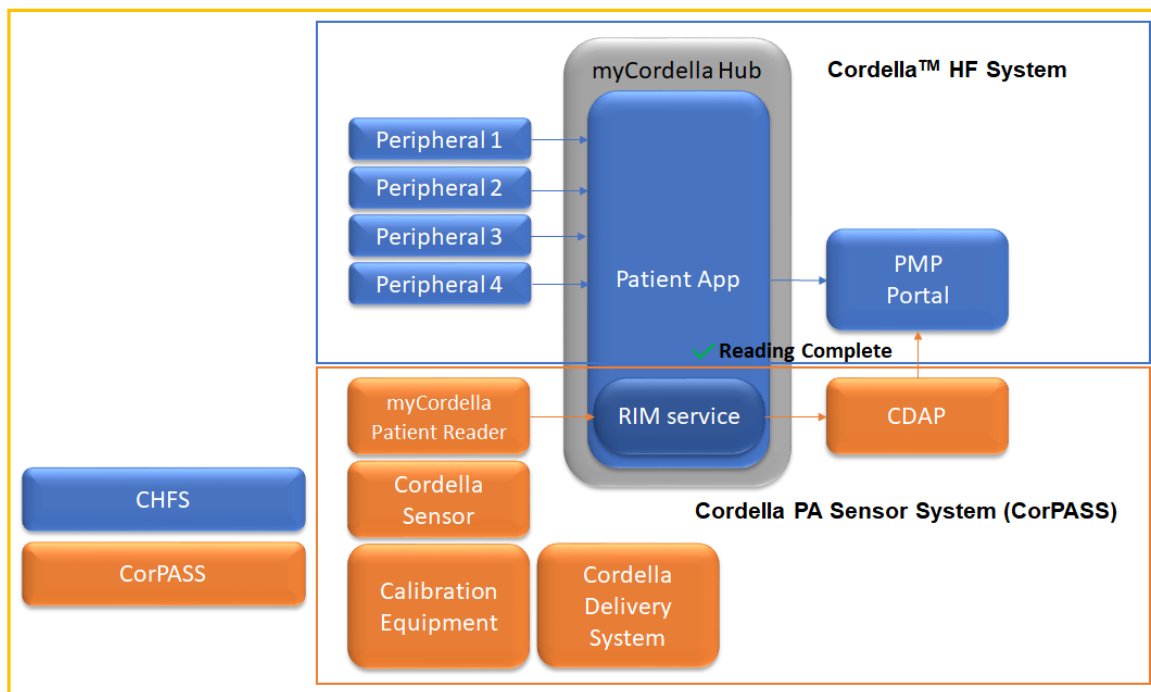 myCordella Hub
Cordella™ HF System
Peripheral 1
Peripheral 2
Peripheral 3
Peripheral 4
Patient App
PMP
Portal
✓ Reading Complete
myCordella
Patient Reader
RIM service
CDAP
Cordella
Sensor
Cordella PA Sensor System (CorPASS)
CHFS
CorPASS
Calibration
Equipment
Cordella
Delivery
System